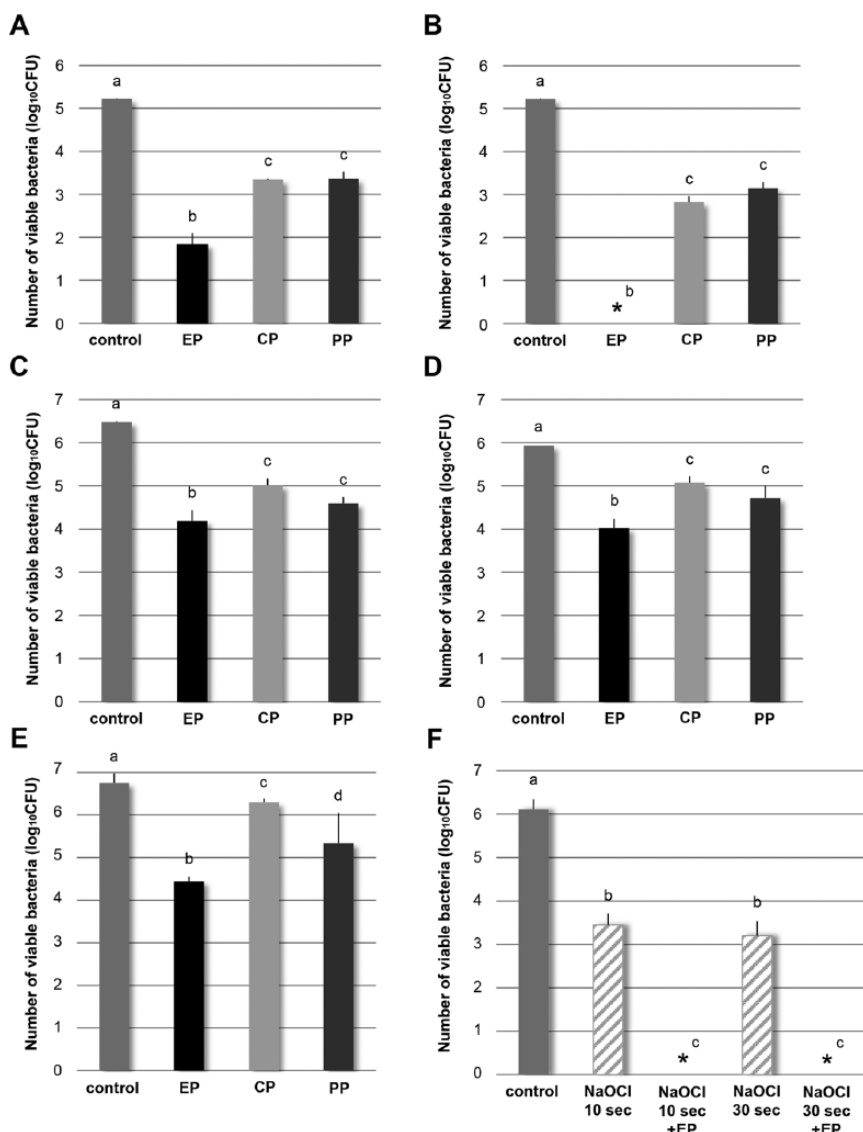 A
Number of viable bacteria (log₁₀CFU)
6
5
4
3
2
1
0
a
b
c
c
control EP CP PP
B
Number of viable bacteria (log₁₀CFU)
6
5
4
3
2
1
0
a
* b
c
c
control EP CP PP
C
Number of viable bacteria (log₁₀CFU)
7
6
5
4
3
2
1
0
a
b
c
c
control EP CP PP
D
Number of viable bacteria (log₁₀CFU)
7
6
5
4
3
2
1
0
a
b
c
c
control EP CP PP
E
Number of viable bacteria (log₁₀CFU)
7
6
5
4
3
2
1
0
a
b
c
d
control EP CP PP
F
Number of viable bacteria (log₁₀CFU)
7
6
5
4
3
2
1
0
a
b
* c
b
* c
control
NaOCl
10 sec
NaOCl
10 sec
+EP
NaOCl
30 sec
NaOCl
30 sec
+EP